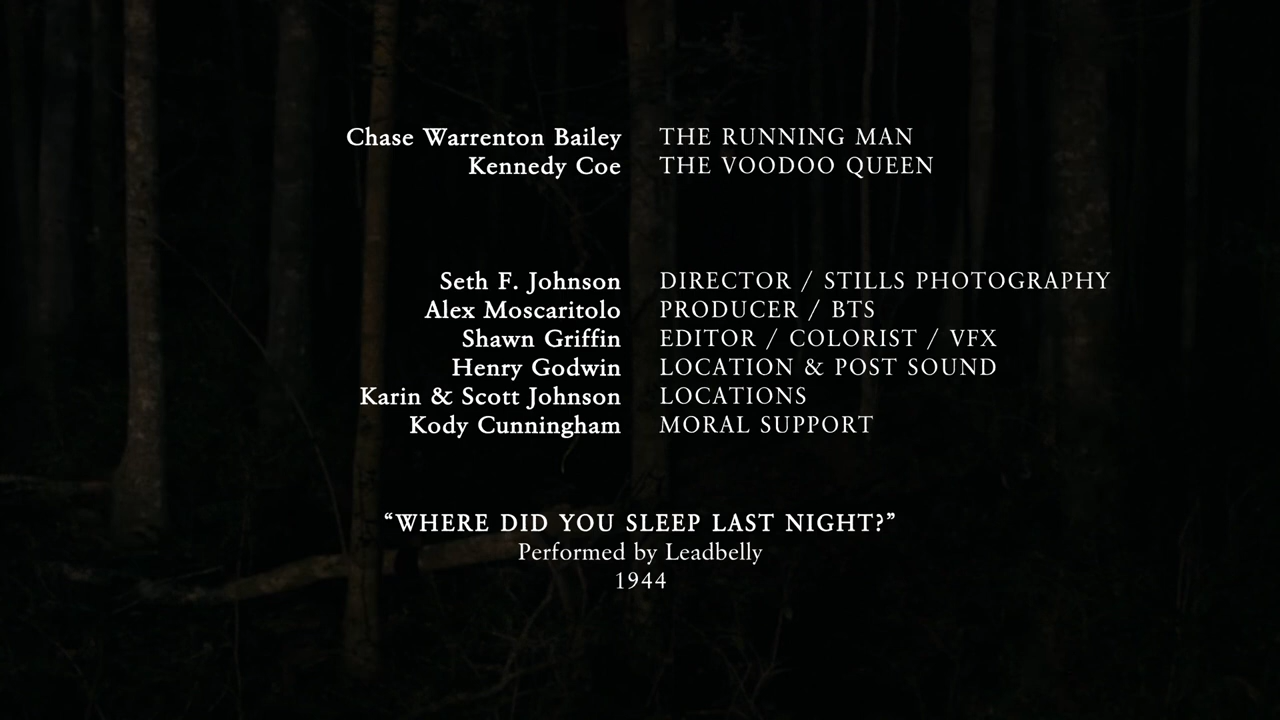 Chase Warrenton Bailey THE RUNNING MAN
Kennedy Coe THE VOODOO QUEEN
Seth F. Johnson DIRECTOR / STILLS PHOTOGRAPHY
Alex Moscaritolo PRODUCER / BTS
Shawn Griffin EDITOR / COLORIST / VFX
Henry Godwin LOCATION & POST SOUND
Karin & Scott Johnson LOCATIONS
Kody Cunningham MORAL SUPPORT
“WHERE DID YOU SLEEP LAST NIGHT?”
Performed by Leadbelly
1944